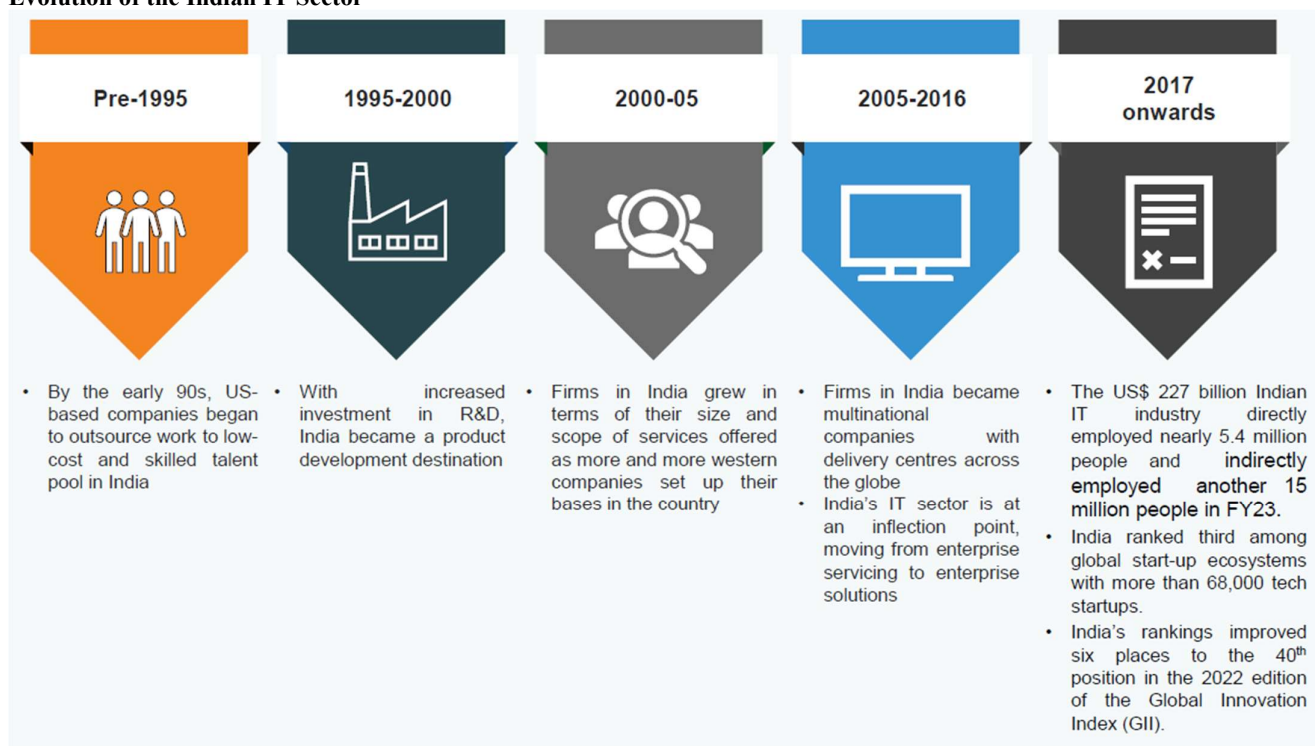 Evolution of the Indian IT Sector
Pre-1995
1995-2000
2000-05
2005-2016
2017
onwards
• By the early 90s, US-
based companies began
to outsource work to low-
cost and skilled talent
pool in India
• With increased
investment in R&D,
India became a product
development destination
• Firms in India grew in
terms of their size and
scope of services offered
as more and more western
companies set up their
bases in the country
• Firms in India became
multinational
companies with
delivery centres across
the globe
• India's IT sector is at
an inflection point,
moving from enterprise
servicing to enterprise
solutions
• The US$ 227 billion Indian
IT industry directly
employed nearly 5.4 million
people and indirectly
employed another 15
million people in FY23.
• India ranked third among
global start-up ecosystems
with more than 68,000 tech
startups.
• India's rankings improved
six places to the 40th
position in the 2022 edition
of the Global Innovation
Index (GII).